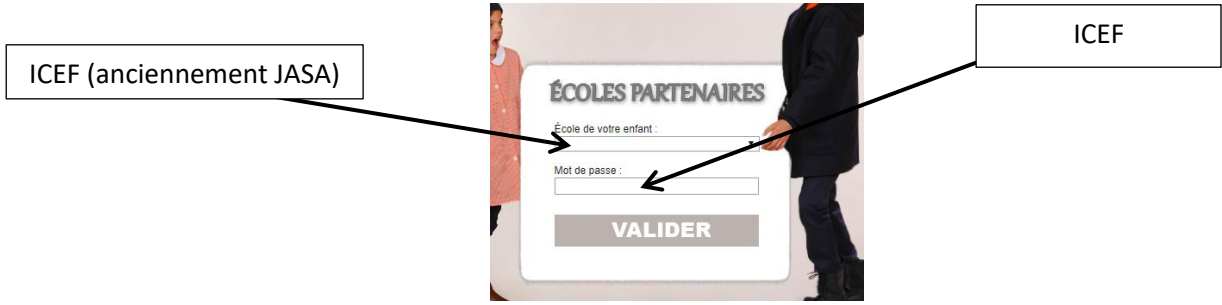 ICEF
ICEF (anciennement JASA)
ÉCOLES PARTENAIRES
École de votre enfant :
Mot de passe :
VALIDER